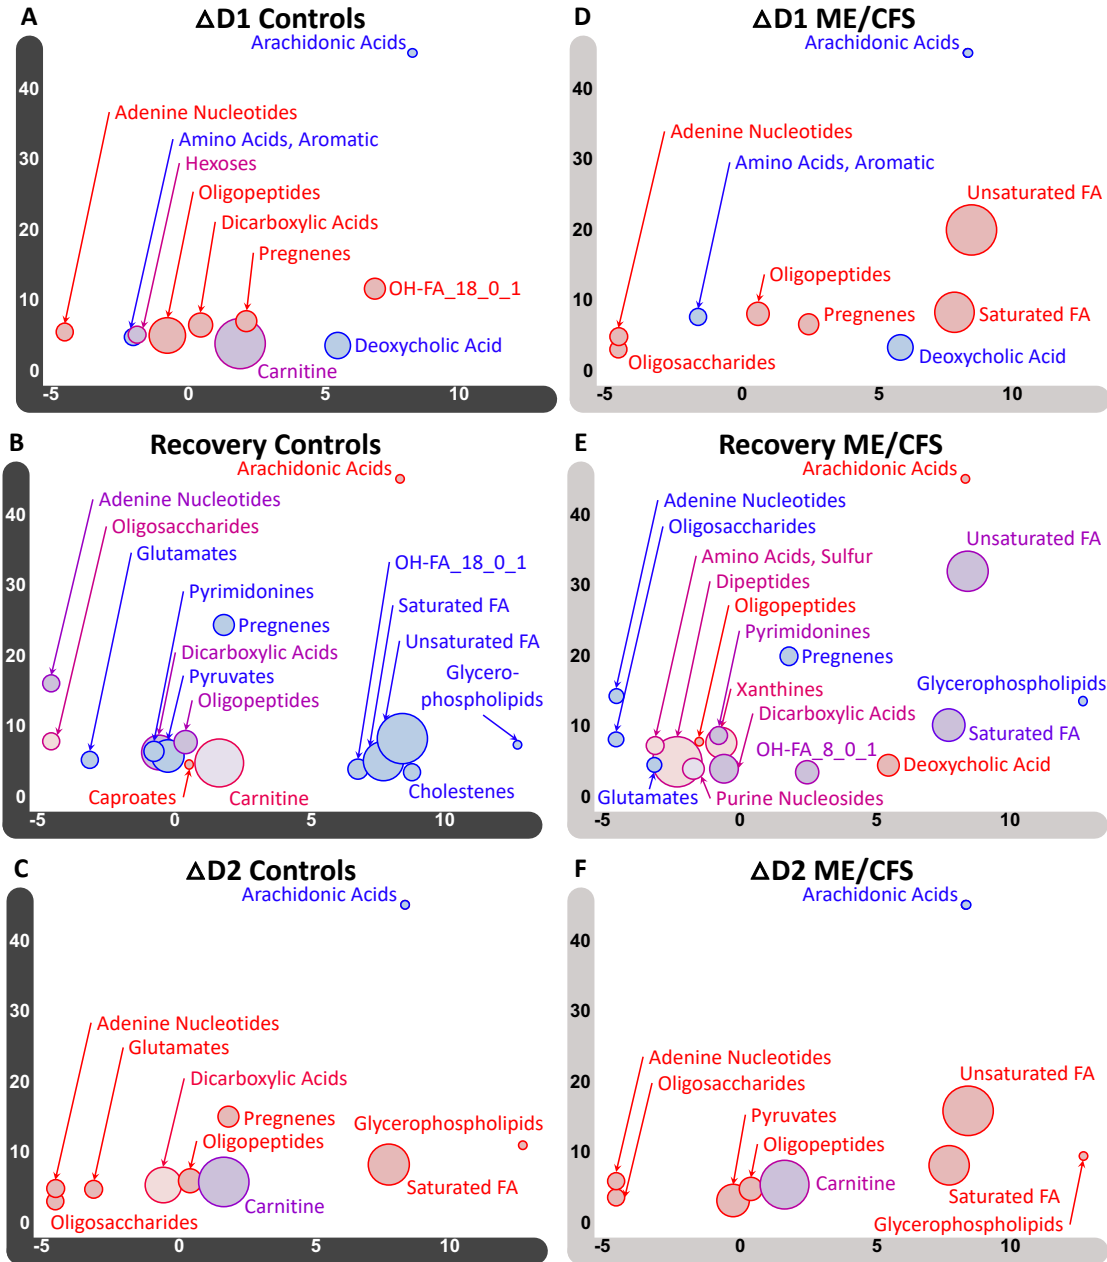 A
ΔD1 Controls
Arachidonic Acids
40
Adenine Nucleotides
Amino Acids, Aromatic
30
Hexoses
Oligopeptides
20
Dicarboxylic Acids
Pregnenes
10
OH-FA_18_0_1
Deoxycholic Acid
0
Carnitine
-5
0
5
10
D
ΔD1 ME/CFS
Arachidonic Acids
40
Adenine Nucleotides
30
Amino Acids, Aromatic
Unsaturated FA
20
Oligopeptides
10
Pregnenes
Saturated FA
Deoxycholic Acid
0
Oligosaccharides
-5
0
5
10
B
Recovery Controls
Arachidonic Acids
40
Adenine Nucleotides
Oligosaccharides
Glutamates
OH-FA_18_0_1
30
Pyrimidonines
Saturated FA
Pregnenes
Unsaturated FA
20
Dicarboxylic Acids
Pyruvates
Glycero-
phospholipids
Oligopeptides
10
Cholestenes
0
Caproates
Carnitine
-5
0
5
10
E
Recovery ME/CFS
Arachidonic Acids
40
Adenine Nucleotides
Oligosaccharides
Unsaturated FA
Amino Acids, Sulfur
30
Dipeptides
Oligopeptides
Pyrimidonines
20
Pregnenes
Glycerophospholipids
Xanthines
Dicarboxylic Acids
10
Saturated FA
OH-FA_8_0_1
Deoxycholic Acid
0
Glutamates
Purine Nucleosides
-5
0
5
10
C
ΔD2 Controls
Arachidonic Acids
40
30
Adenine Nucleotides
Glutamates
20
Dicarboxylic Acids
Pregnenes
Glycerophospholipids
Oligopeptides
10
Saturated FA
Carnitine
0
Oligosaccharides
-5
0
5
10
F
ΔD2 ME/CFS
Arachidonic Acids
40
30
Adenine Nucleotides
Unsaturated FA
20
Oligosaccharides
Pyruvates
Oligopeptides
10
Carnitine
Saturated FA
0
Glycerophospholipids
-5
0
5
10